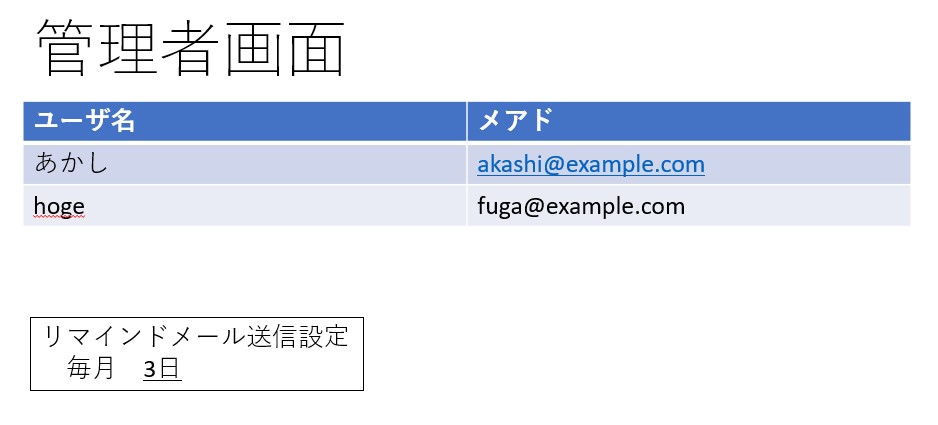 管理者画面
ユーザ名 メアド
あかし akashi@example.com
hoge fuga@example.com
リマインドメール送信設定
毎月 3日